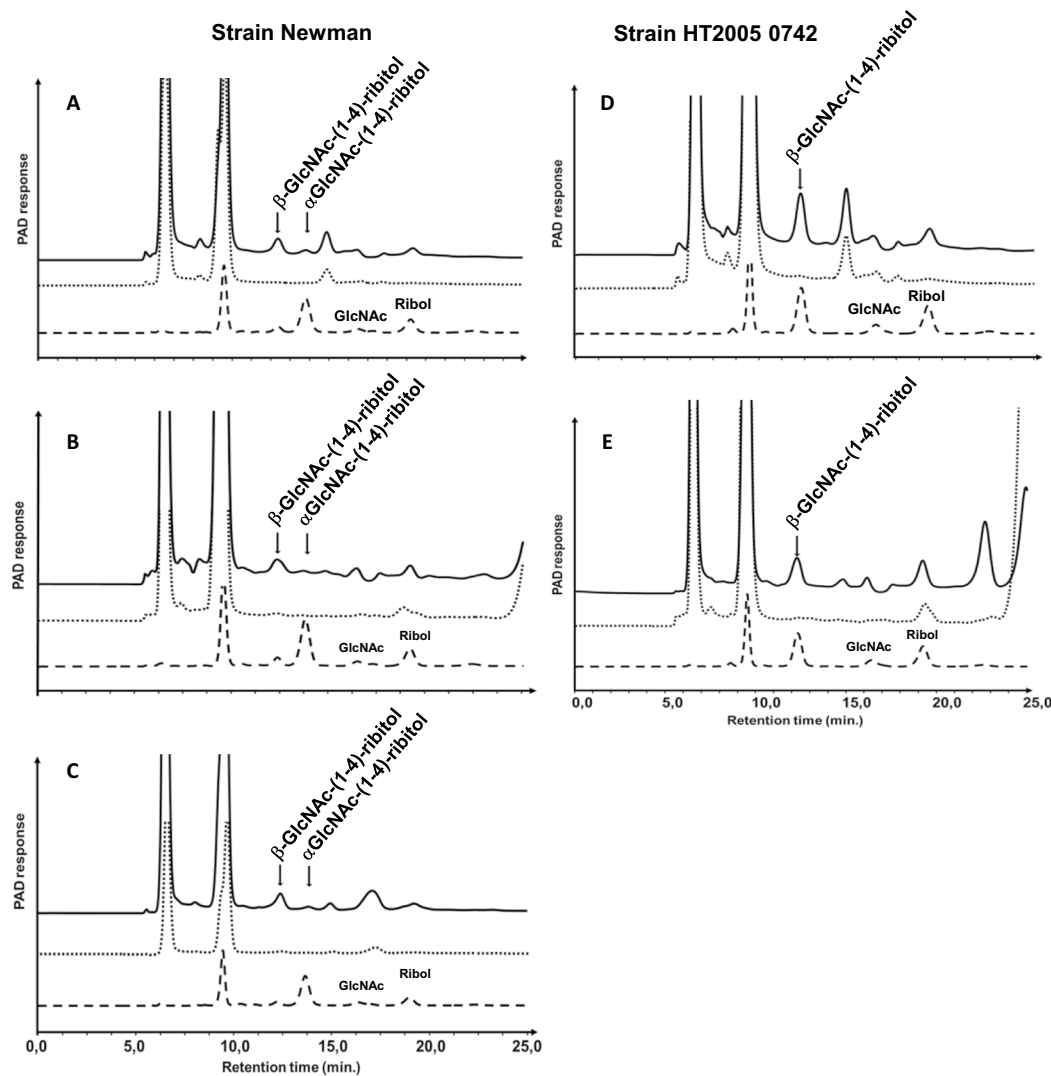 Strain Newman
Strain HT2005 0742
A
β-GlcNAc-(1-4)-ribitol
αGlcNAc-(1-4)-ribitol
PAD response
GlcNAc
Ribol
D
β-GlcNAc-(1-4)-ribitol
PAD response
GlcNAc
Ribol
B
β-GlcNAc-(1-4)-ribitol
αGlcNAc-(1-4)-ribitol
PAD response
GlcNAc
Ribol
E
β-GlcNAc-(1-4)-ribitol
PAD response
GlcNAc
Ribol
0,0 5,0 10,0 15,0 20,0 25,0
Retention time (min.)
C
β-GlcNAc-(1-4)-ribitol
αGlcNAc-(1-4)-ribitol
PAD response
GlcNAc
Ribol
0,0 5,0 10,0 15,0 20,0 25,0
Retention time (min.)